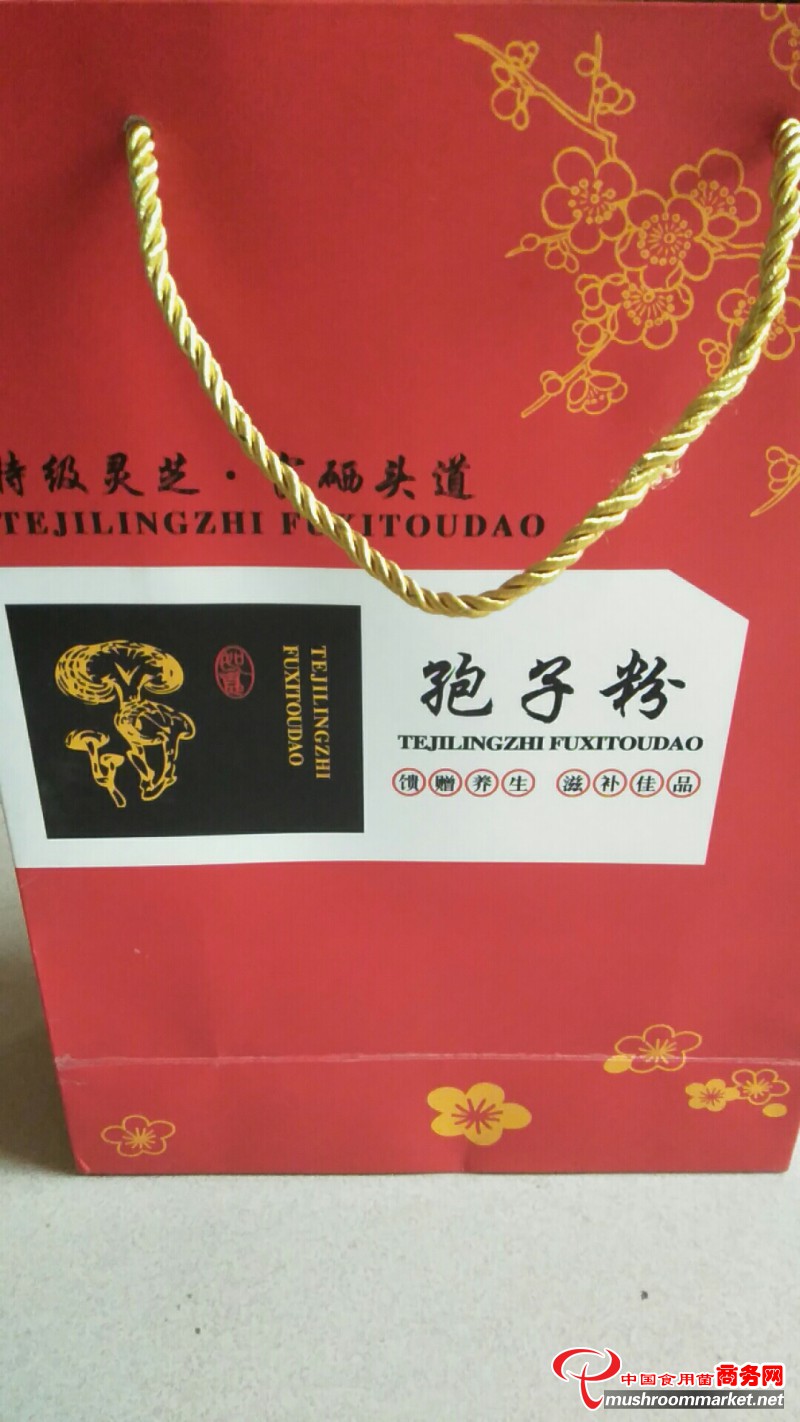 特级灵芝·富硒头道
TEJILINGZHI FUXITOUDAO
TEJILINGZHI
FUXITOUDAO
孢子粉
TEJILINGZHI FUXITOUDAO
馈赠养生 滋补佳品
中国食用菌商务网
mushroommarket.net